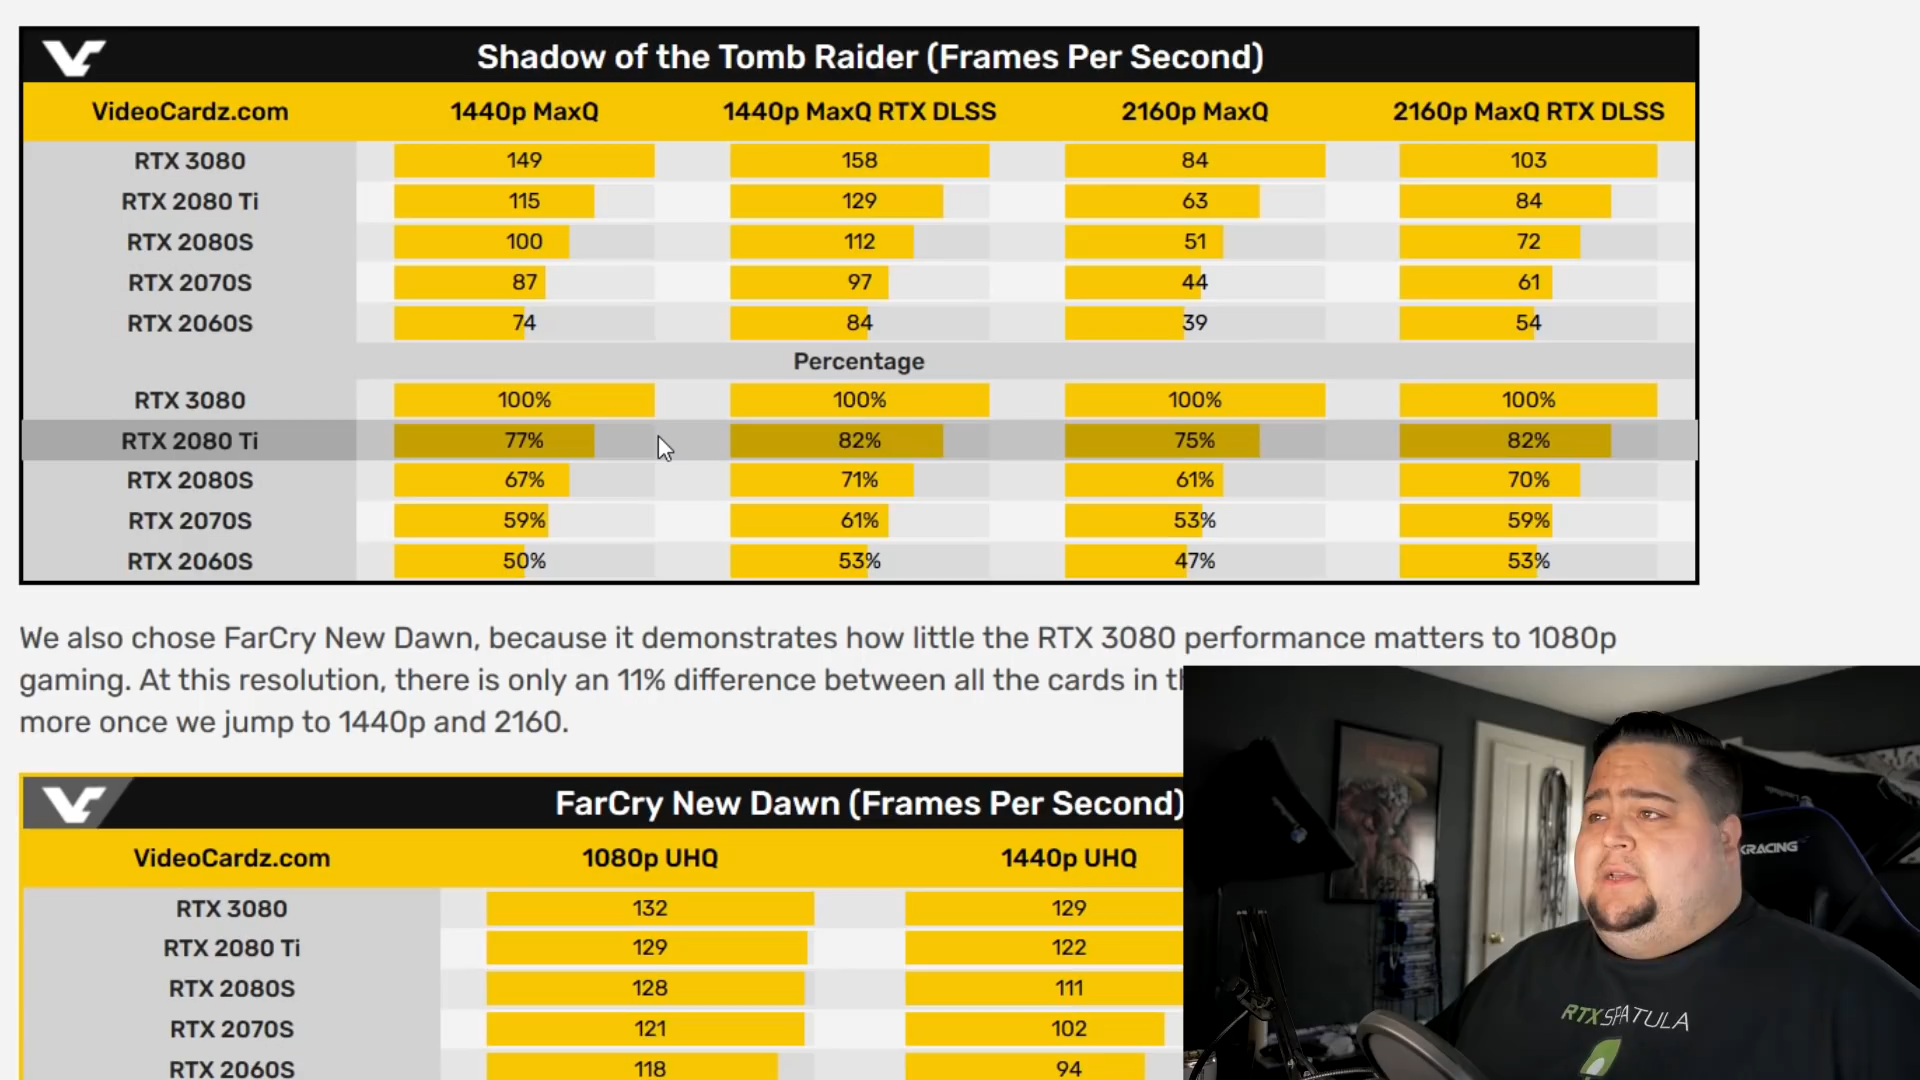 Shadow of the Tomb Raider (Frames Per Second)
VideoCardz.com 1440p MaxQ 1440p MaxQ RTX DLSS 2160p MaxQ 2160p MaxQ RTX DLSS
RTX 3080 149 158 84 103
RTX 2080 Ti 115 129 63 84
RTX 2080S 100 112 51 72
RTX 2070S 87 97 44 61
RTX 2060S 74 84 39 54
Percentage
RTX 3080 100% 100% 100% 100%
RTX 2080 Ti 77% 82% 75% 82%
RTX 2080S 67% 71% 61% 70%
RTX 2070S 59% 61% 53% 59%
RTX 2060S 50% 53% 47% 53%
We also chose FarCry New Dawn, because it demonstrates how little the RTX 3080 performance matters to 1080p
gaming. At this resolution, there is only an 11% difference between all the cards in
more once we jump to 1440p and 2160.
FarCry New Dawn (Frames Per Second)
VideoCardz.com 1080p UHQ 1440p UHQ
RTX 3080 132 129
RTX 2080 Ti 129 122
RTX 2080S 128 111
RTX 2070S 121 102
RTX 2060S 118 94
KRACING
RTXSPATULA